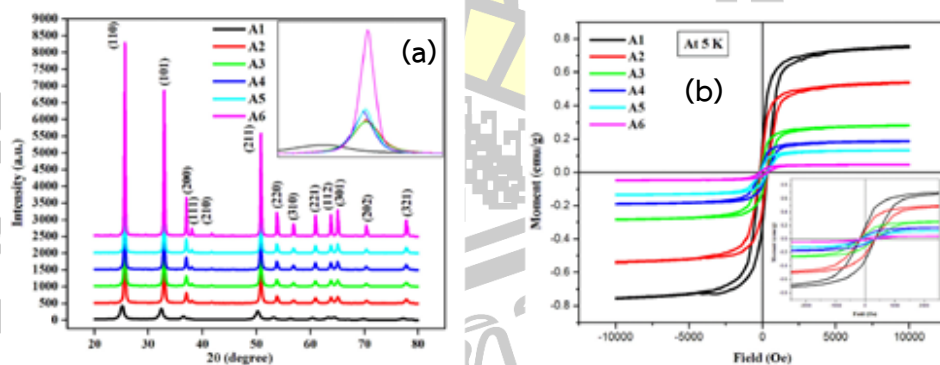 (a)
A1
A2
A3
A4
A5
A6
(110)
(101)
(200)
(111)
(210)
(211)
(220)
(310)
(221)
(112)
(301)
(202)
(321)
9000
8500
8000
7500
7000
6500
6000
5500
5000
4500
4000
3500
3000
2500
2000
1500
1000
500
0
Intensity (a.u.)
20 30 40 50 60 70 80
2θ (degree)
(b)
At 5 K
A1
A2
A3
A4
A5
A6
0.8
0.6
0.4
0.2
0.0
-0.2
-0.4
-0.6
-0.8
Moment (emu/g)
-10000 -5000 0 5000 10000
Field (Oe)
Moment (emu/g)
Field (Oe)